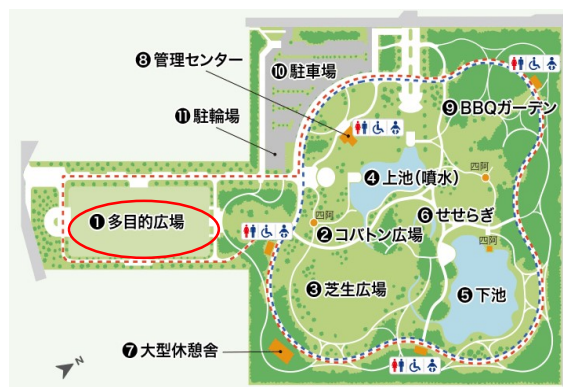 ❽管理センター
❿駐車場
⓫駐輪場
❾BBQガーデン
❹上池(噴水)
四阿
❶多目的広場
四阿
❻せせらぎ
❷コバトン広場
四阿
❸芝生広場
❺下池
❼大型休憩舎
N